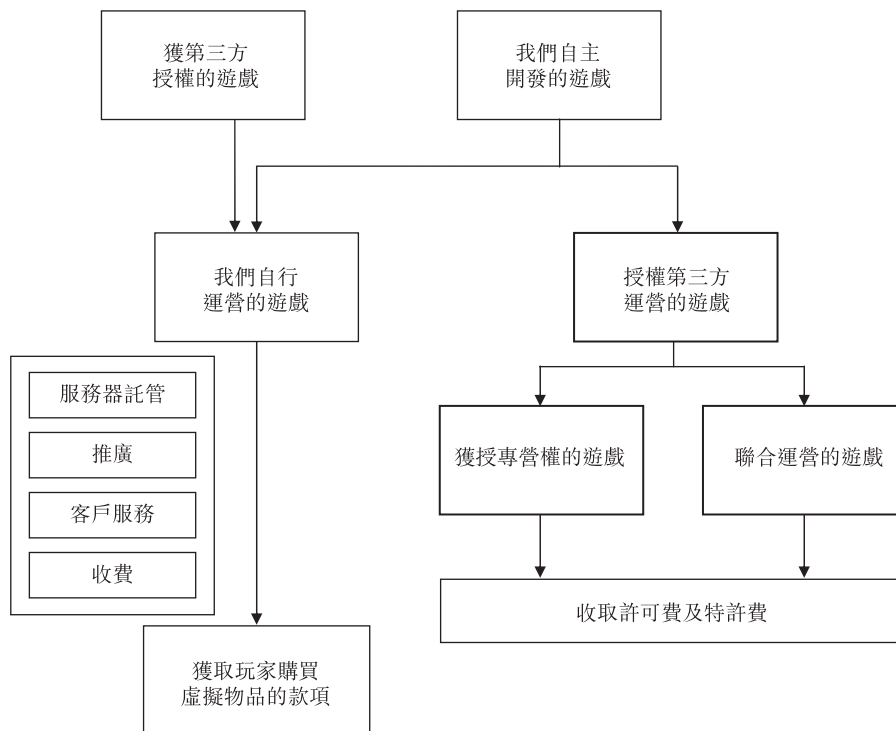 獲第三方
授權的遊戲
我們自主
開發的遊戲
我們自行
運營的遊戲
授權第三方
運營的遊戲
服務器託管
推廣
客戶服務
收費
獲授專營權的遊戲
聯合運營的遊戲
收取許可費及特許費
獲取玩家購買
虛擬物品的款項